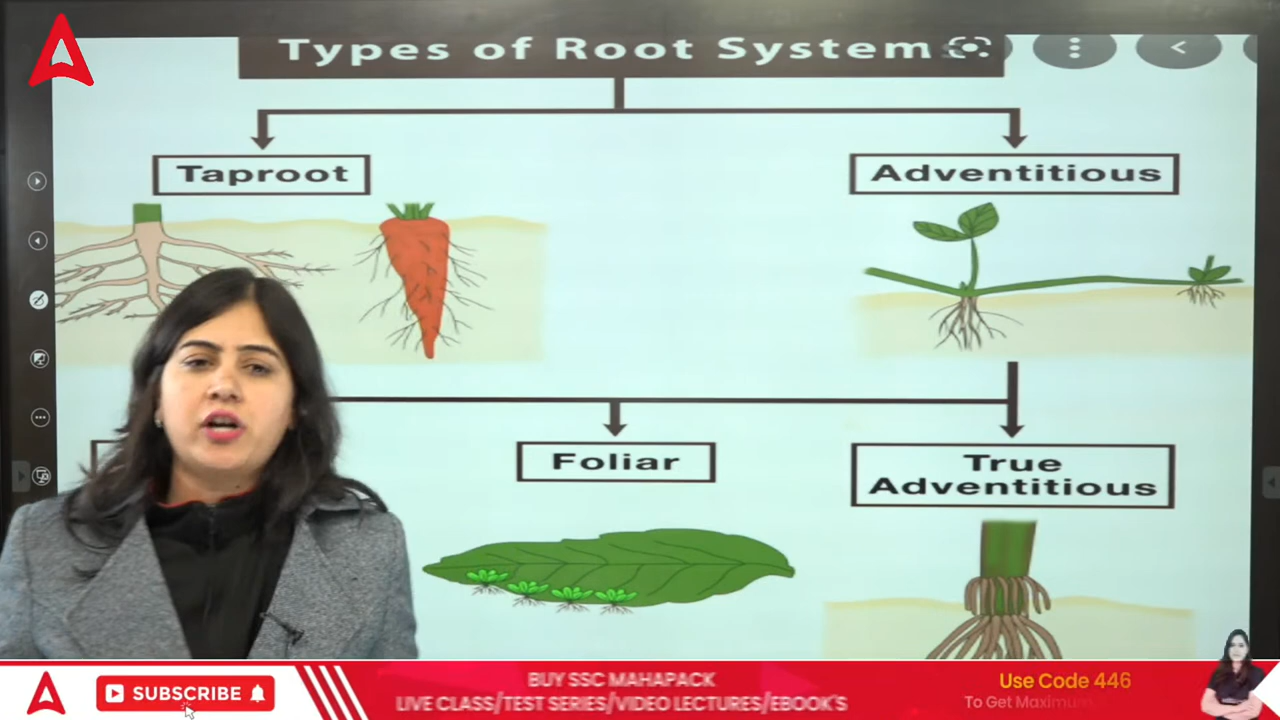 Types of Root System
Taproot
Adventitious
Foliar
True
Adventitious
SUBSCRIBE
BUY SSC MAHAPACK
LIVE CLASS/TEST SERIES/VIDEO LECTURES/EBOOK'S
Use Code 446
To Get Maximum